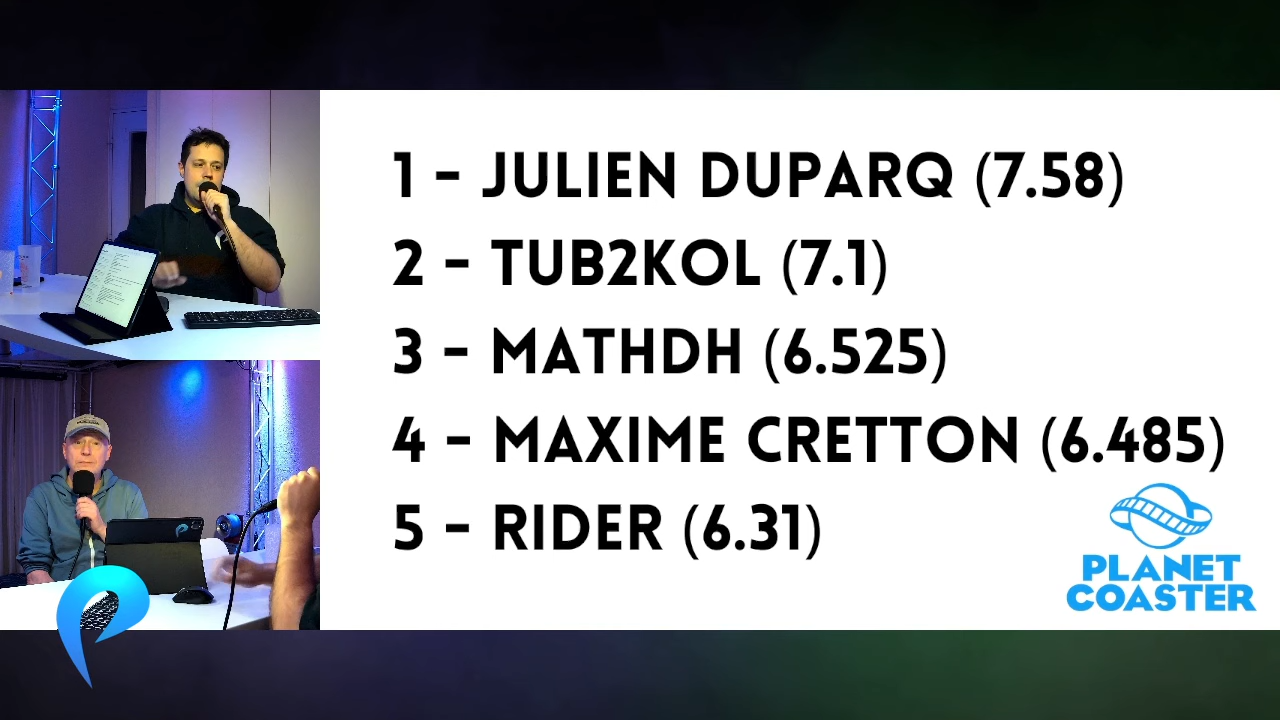 1 - JULIEN DUPARQ (7.58)
2 - TUB2KOL (7.1)
3 - MATHDH (6.525)
4 - MAXIME CRETTON (6.485)
5 - RIDER (6.31)
PLANET
COASTER